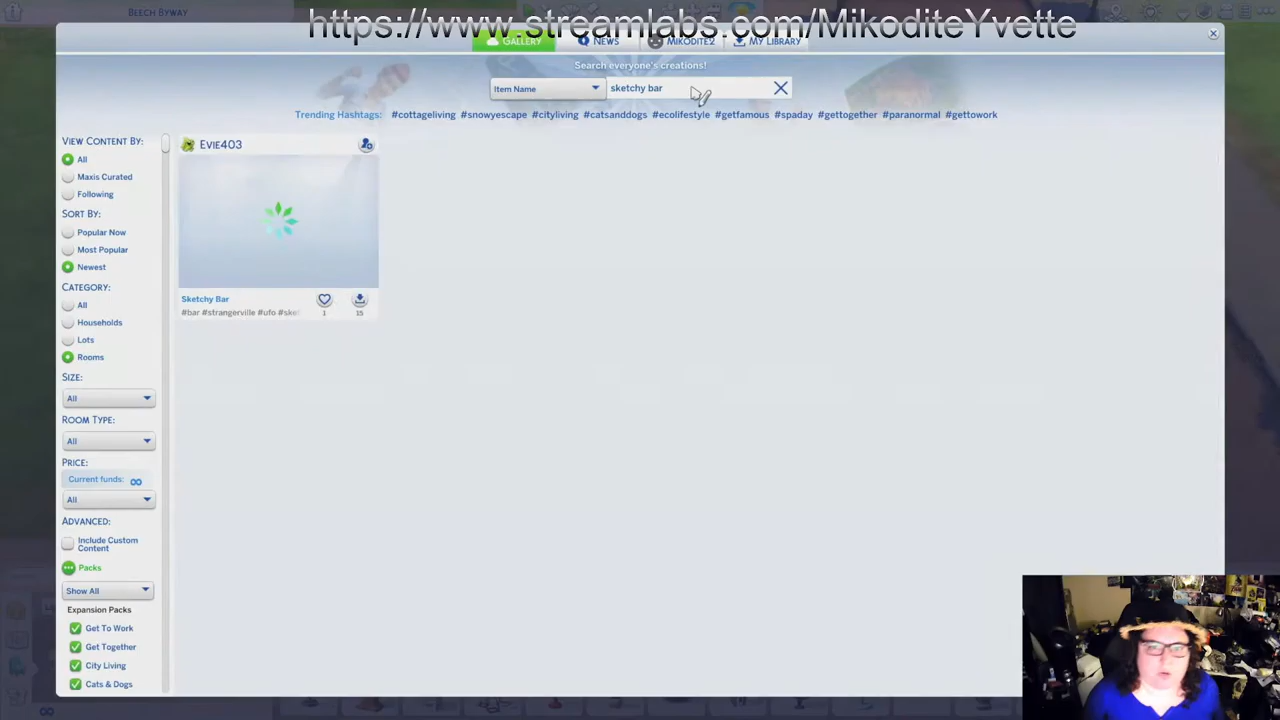 BEECH BYWAY
https://www.streamlabs.com/MikoditeYvette
GALLERY
NEWS
MIKODITE2
MY LIBRARY
Search everyone's creations!
Item Name
sketchy bar
Trending Hashtags: #cottageliving #snowyescape #cityliving #catsanddogs #ecolifestyle #getfamous #spaday #gettogether #paranormal #gettowork
VIEW CONTENT BY:
All
Maxis Curated
Following
SORT BY:
Popular Now
Most Popular
Newest
CATEGORY:
All
Households
Lots
Rooms
SIZE:
All
ROOM TYPE:
All
PRICE:
Current funds: ∞
All
ADVANCED:
Include Custom
Content
Packs
Show All
Expansion Packs
Get To Work
Get Together
City Living
Cats & Dogs
EVIE403
Sketchy Bar
#bar #strangerville #ufo #sket
1
15